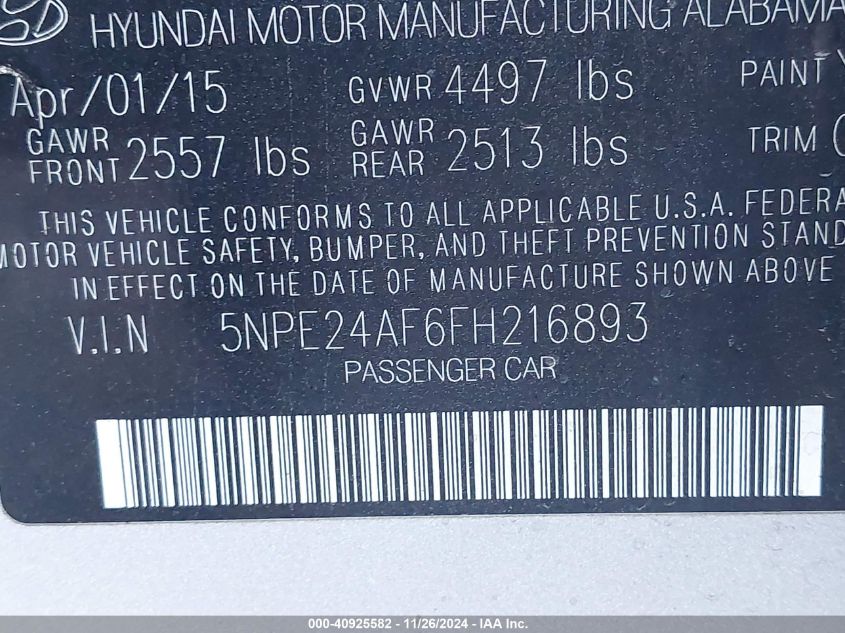 HYUNDAI MOTOR MANUFACTURING ALABAMA
Apr/01/15 GVWR 4497 lbs PAINT
GAWR FRONT 2557 lbs GAWR REAR 2513 lbs TRIM
THIS VEHICLE CONFORMS TO ALL APPLICABLE U.S.A. FEDERA
MOTOR VEHICLE SAFETY, BUMPER, AND THEFT PREVENTION STAND
IN EFFECT ON THE DATE OF MANUFACTURE SHOWN ABOVE
V.I.N 5NPE24AF6FH216893
PASSENGER CAR
000-40925582 - 11/26/2024 - IAA Inc.